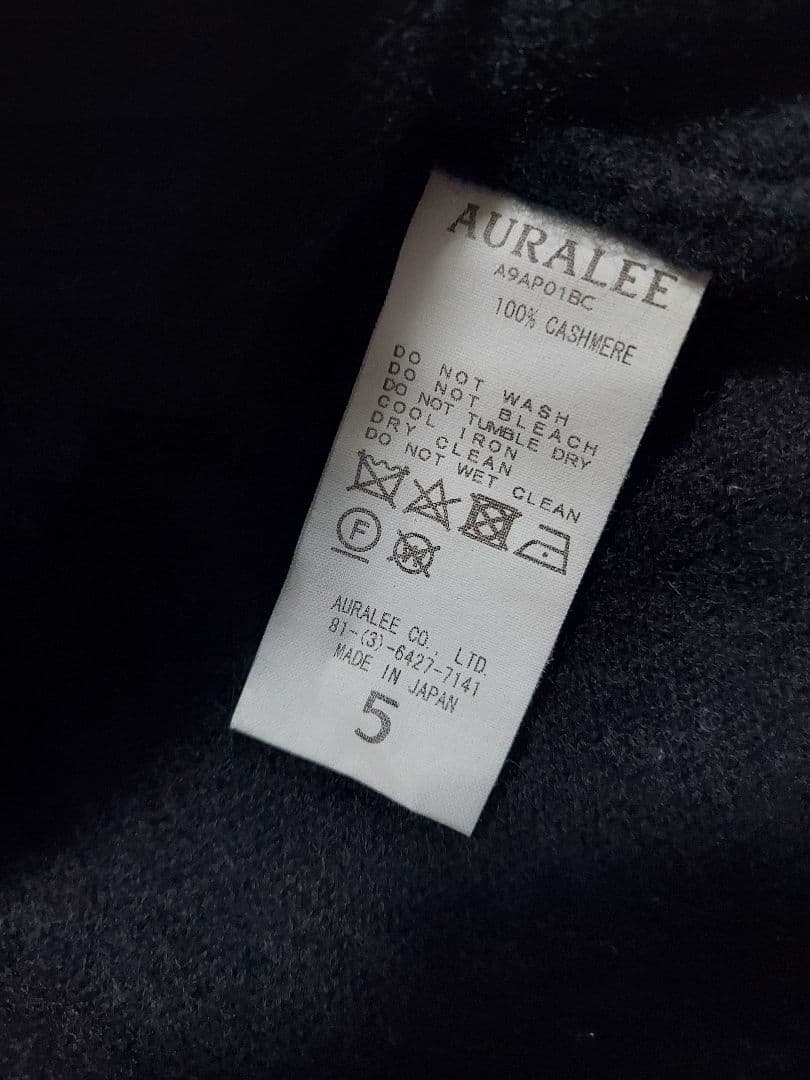 AURALEE
A9AP01BC
100% CASHMERE
DO NOT WASH
DO NOT BLEACH
DO NOT TUMBLE DRY
COOL IRON
DRY CLEAN
DO NOT WET CLEAN
F
W
AURALEE CO., LTD.
81-(3)-6427-7141
MADE IN JAPAN
5